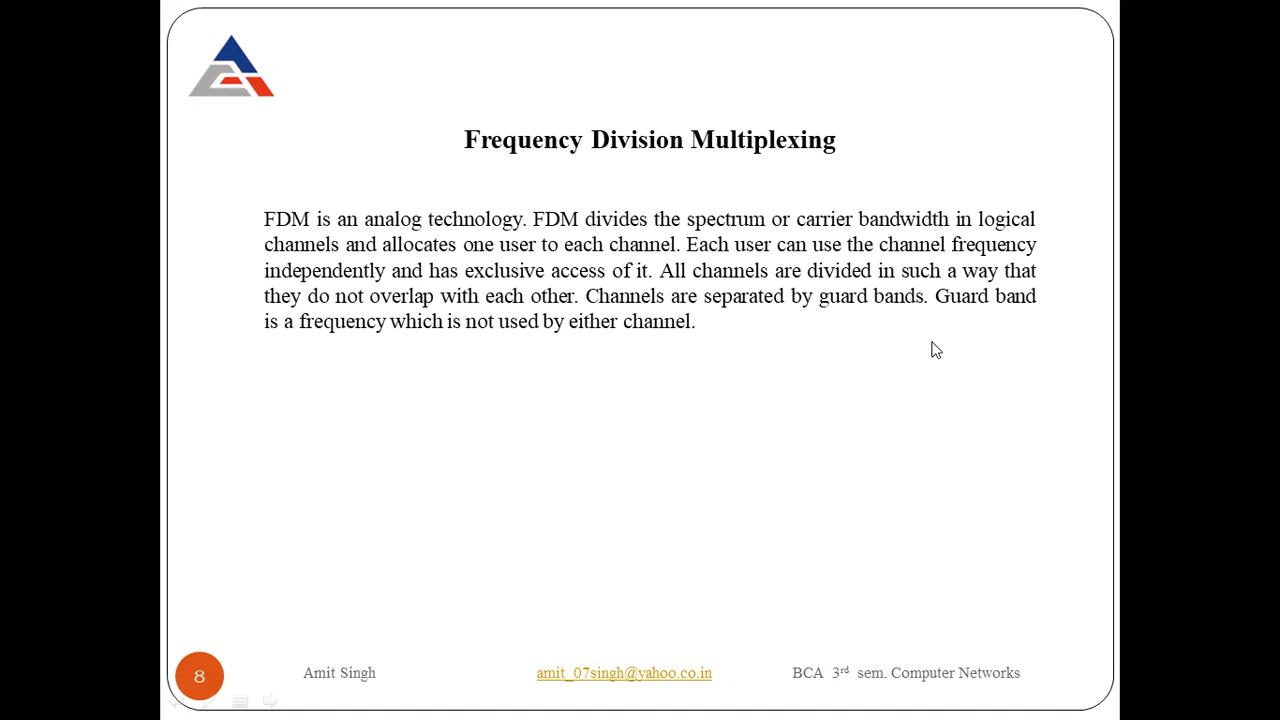 Frequency Division Multiplexing
FDM is an analog technology. FDM divides the spectrum or carrier bandwidth in logical
channels and allocates one user to each channel. Each user can use the channel frequency
independently and has exclusive access of it. All channels are divided in such a way that
they do not overlap with each other. Channels are separated by guard bands. Guard band
is a frequency which is not used by either channel.
8 Amit Singh amit_07singh@yahoo.co.in BCA 3rd sem. Computer Networks